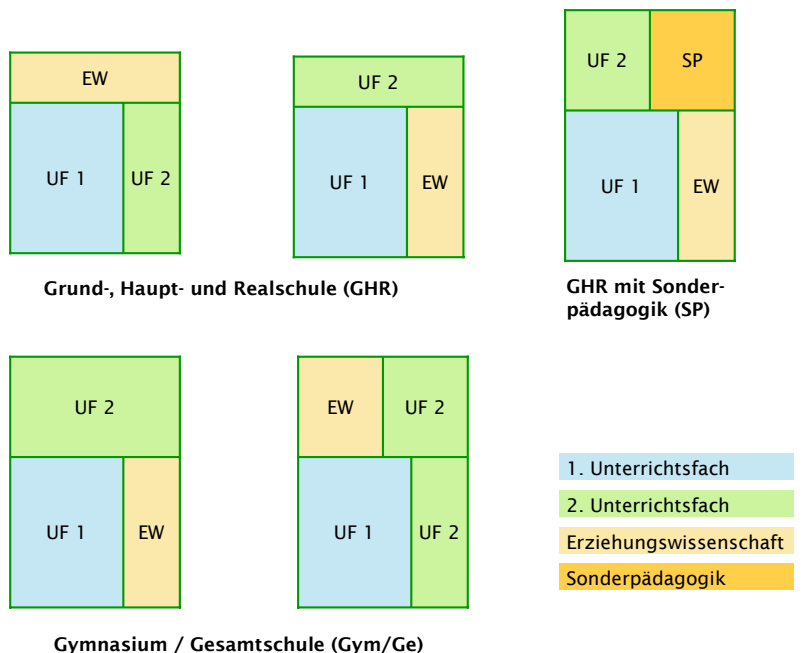 EW
UF 1
UF 2
UF 2
UF 1
EW
Grund-, Haupt- und Realschule (GHR)
UF 2
SP
UF 1
EW
GHR mit Sonder-
pädagogik (SP)
UF 2
UF 1
EW
EW
UF 2
UF 1
UF 2
Gymnasium / Gesamtschule (Gym/Ge)
1. Unterrichtsfach
2. Unterrichtsfach
Erziehungswissenschaft
Sonderpädagogik